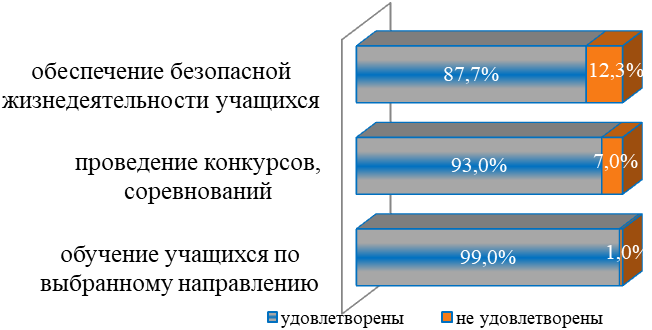 обеспечение безопасной
жизнедеятельности учащихся
87,7%
12,3%
проведение конкурсов,
соревнований
93,0%
7,0%
обучение учащихся по
выбранному направлению
99,0%
1,0%
удовлетворены
не удовлетворены